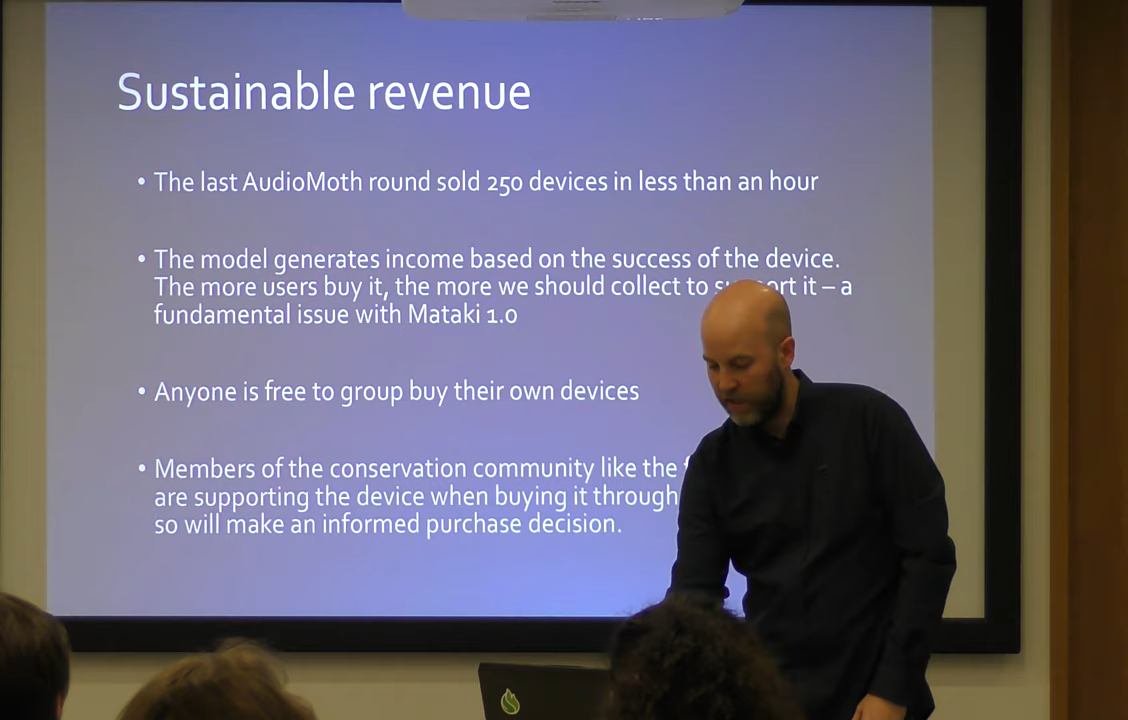 Sustainable revenue
• The last AudioMoth round sold 250 devices in less than an hour
• The model generates income based on the success of the device.
The more users buy it, the more we should collect to support it – a
fundamental issue with Mataki 1.0
• Anyone is free to group buy their own devices
• Members of the conservation community like the
are supporting the device when buying it through
so will make an informed purchase decision.